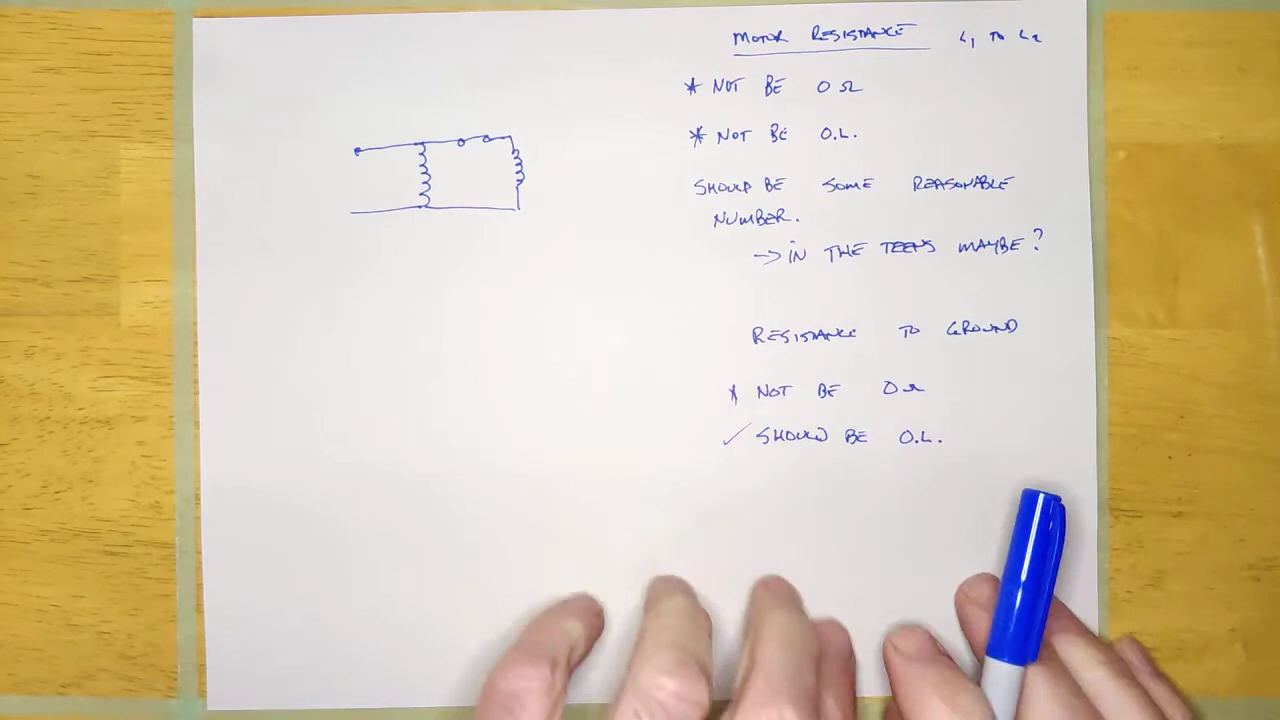 MOTOR RESISTANCE L1 TO L2
* NOT BE 0 Ω
* NOT BE O.L.
SHOULD BE SOME REASONABLE
NUMBER.
→ IN THE TEENS MAYBE?
RESISTANCE TO GROUND
* NOT BE 0 Ω
✓ SHOULD BE O.L.